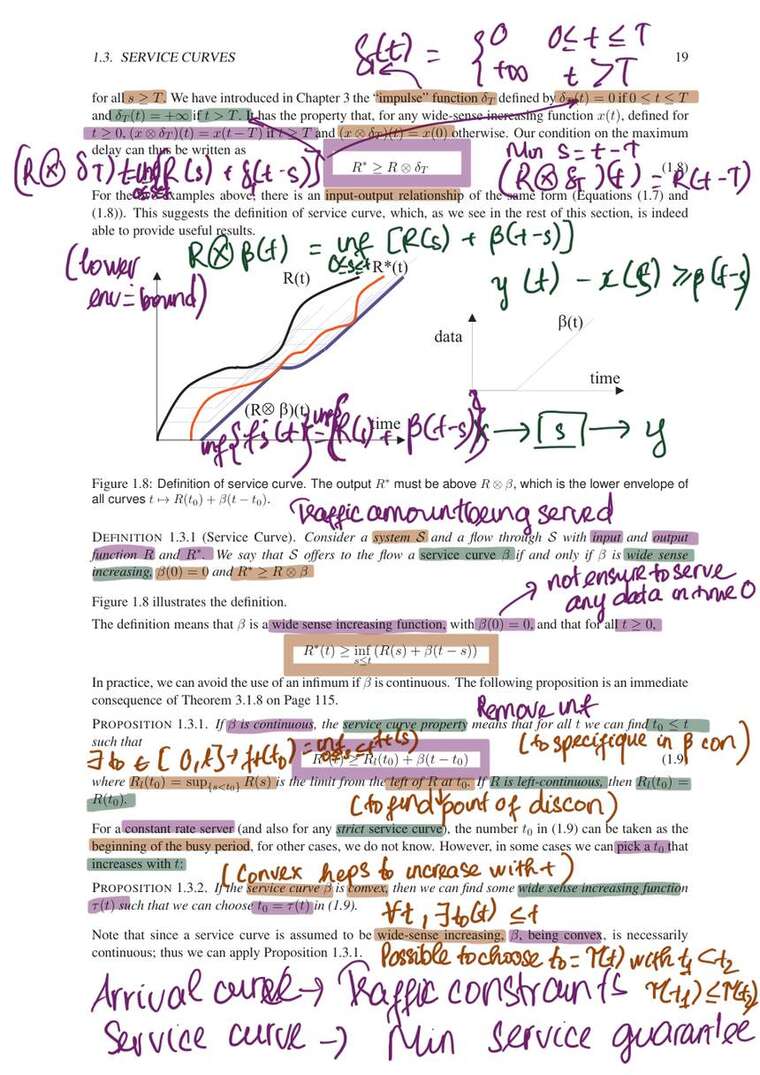 1.3. SERVICE CURVES
19
δ_T(t) = { 0 0≤t≤T
+∞ t>T
for all s ≥ T. We have introduced in Chapter 3 the "impulse" function δ_T defined by δ_T(t) = 0 if 0 ≤ t ≤ T
and δ_T(t) = +∞ if t > T. It has the property that, for any wide-sense increasing function x(t), defined for
t ≥ 0, (x ⊗ δ_T)(t) = x(t − T) if t > T and (x ⊗ δ_T)(t) = x(0) otherwise. Our condition on the maximum
delay can thus be written as
Min s=t-T
R* ≥ R ⊗ δ_T (1.8)
(R⊗δ_T)(t) = R(t-T)
For the two examples above, there is an input-output relationship of the same form (Equations (1.7) and
(1.8)). This suggests the definition of service curve, which, as we see in the rest of this section, is indeed
able to provide useful results.
R⊗β(t) = inf [R(s) + β(t-s)]
0≤s≤t
(lower
env=bound)
R(t)
R*(t)
(R⊗ β)(t)
time
data
β(t)
time
→ [s] → y
Figure 1.8: Definition of service curve. The output R* must be above R ⊗ β, which is the lower envelope of
all curves t ↦ R(t₀) + β(t − t₀).
Traffic amount being served
DEFINITION 1.3.1 (Service Curve). Consider a system S and a flow through S with input and output
function R and R*. We say that S offers to the flow a service curve β if and only if β is wide sense
increasing, β(0) = 0 and R* ≥ R ⊗ β
not ensure to serve
any data in time 0
Figure 1.8 illustrates the definition.
The definition means that β is a wide sense increasing function, with β(0) = 0, and that for all t ≥ 0,
R*(t) ≥ inf (R(s) + β(t − s))
s≤t
In practice, we can avoid the use of an infimum if β is continuous. The following proposition is an immediate
consequence of Theorem 3.1.8 on Page 115.
Remove inf
PROPOSITION 1.3.1. If β is continuous, the service curve property means that for all t we can find t₀ ≤ t
such that
(t₀ specifique in β con)
≥ R_l(t₀) + β(t − t₀) (1.9)
where R_l(t₀) = sup_{s<t₀} R(s) is the limit from the left of R at t₀. If R is left-continuous, then R_l(t₀) =
R(t₀).
(to find point of discon)
For a constant rate server (and also for any strict service curve), the number t₀ in (1.9) can be taken as the
beginning of the busy period, for other cases, we do not know. However, in some cases we can pick a t₀ that
increases with t:
(Convex heps to increase with t)
PROPOSITION 1.3.2. If the service curve β is convex, then we can find some wide sense increasing function
τ(t) such that we can choose t₀ = τ(t) in (1.9).
∀t, ∃t₀(t) ≤t
Note that since a service curve is assumed to be wide-sense increasing, β, being convex, is necessarily
continuous; thus we can apply Proposition 1.3.1.
Possible to choose t₀= τ(t) with t₁<t₂
τ(t₁)≤τ(t₂)
Arrival curve → Traffic constraints
Service curve → Min service guarantee